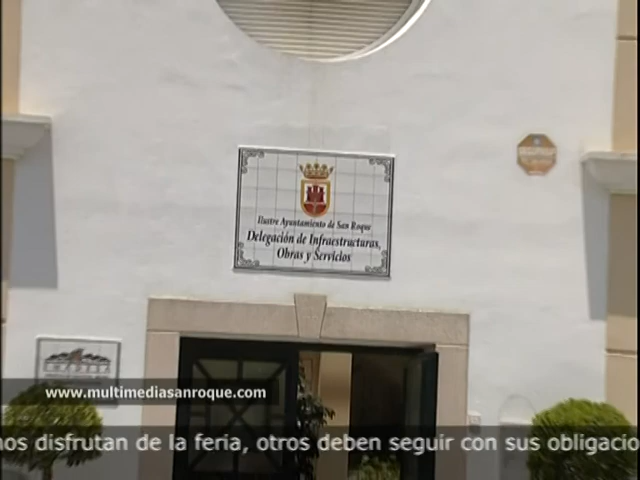 Ilustre Ayuntamiento de San Roque
Delegación de Infraestructuras,
Obras y Servicios
www.multimediasanroque.com
nos disfrutan de la feria, otros deben seguir con sus obligacio